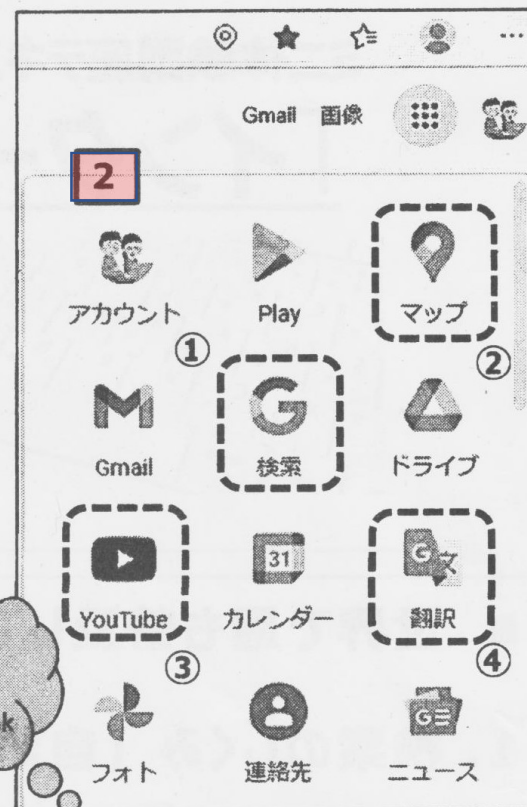 Gmail 画像
2
アカウント Play マップ
① ②
Gmail 検索 ドライブ
31
YouTube カレンダー 翻訳
③ ④
フォト 連絡先 ニュース
k